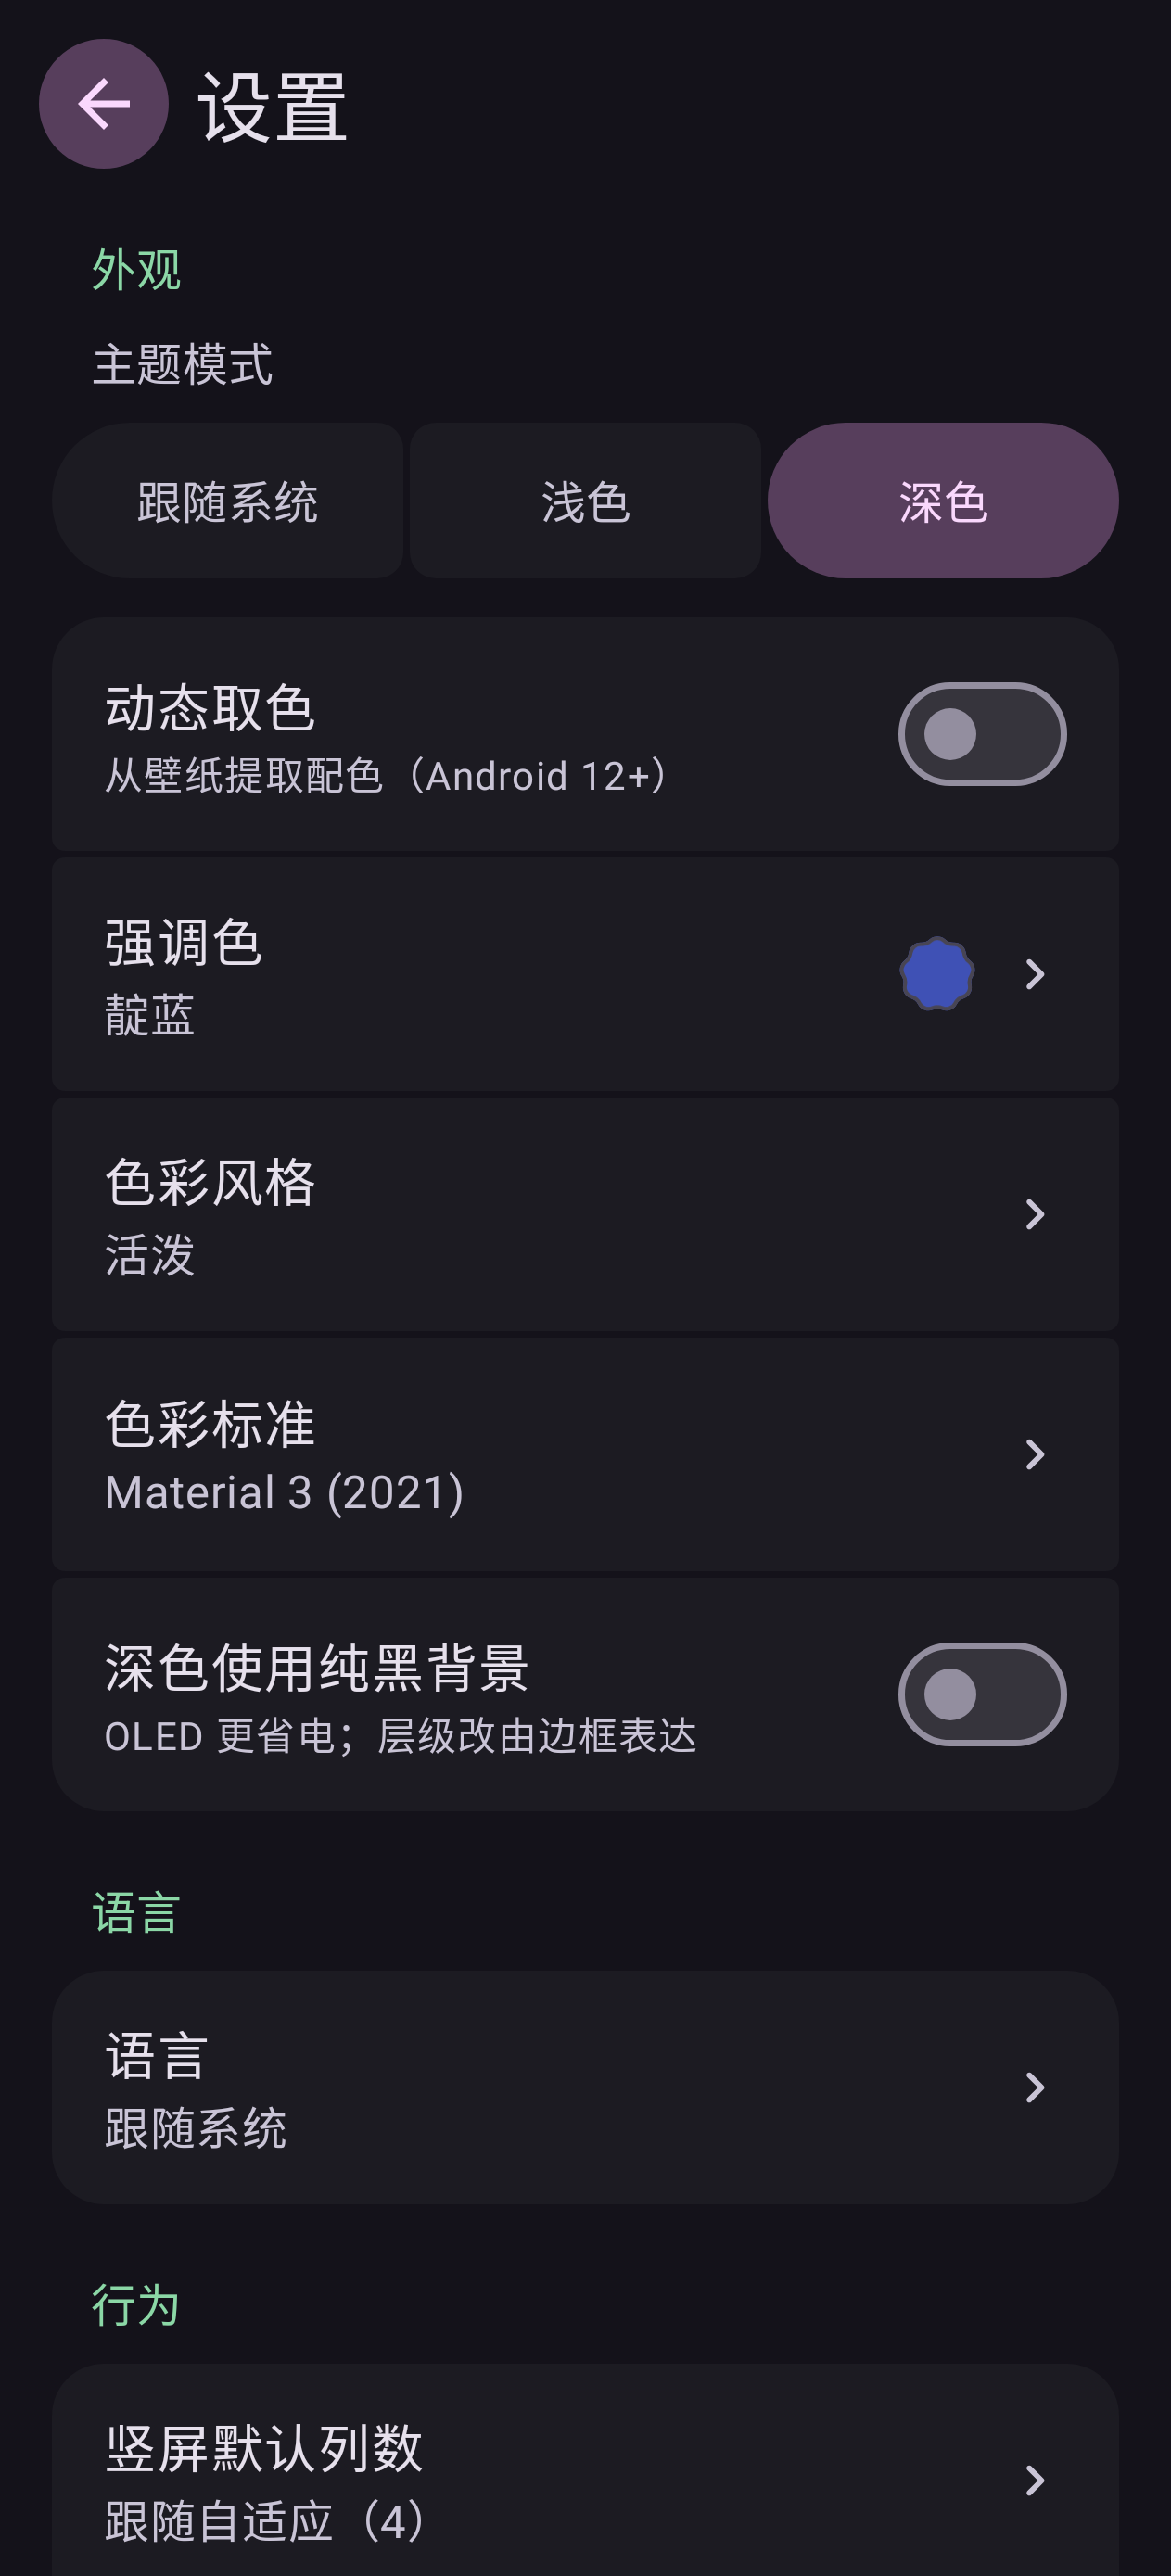 设置
外观
主题模式
跟随系统
浅色
深色
动态取色
从壁纸提取配色（Android 12+）
强调色
靛蓝
色彩风格
活泼
色彩标准
Material 3 (2021)
深色使用纯黑背景
OLED 更省电；层级改由边框表达
语言
语言
跟随系统
行为
竖屏默认列数
跟随自适应（4）